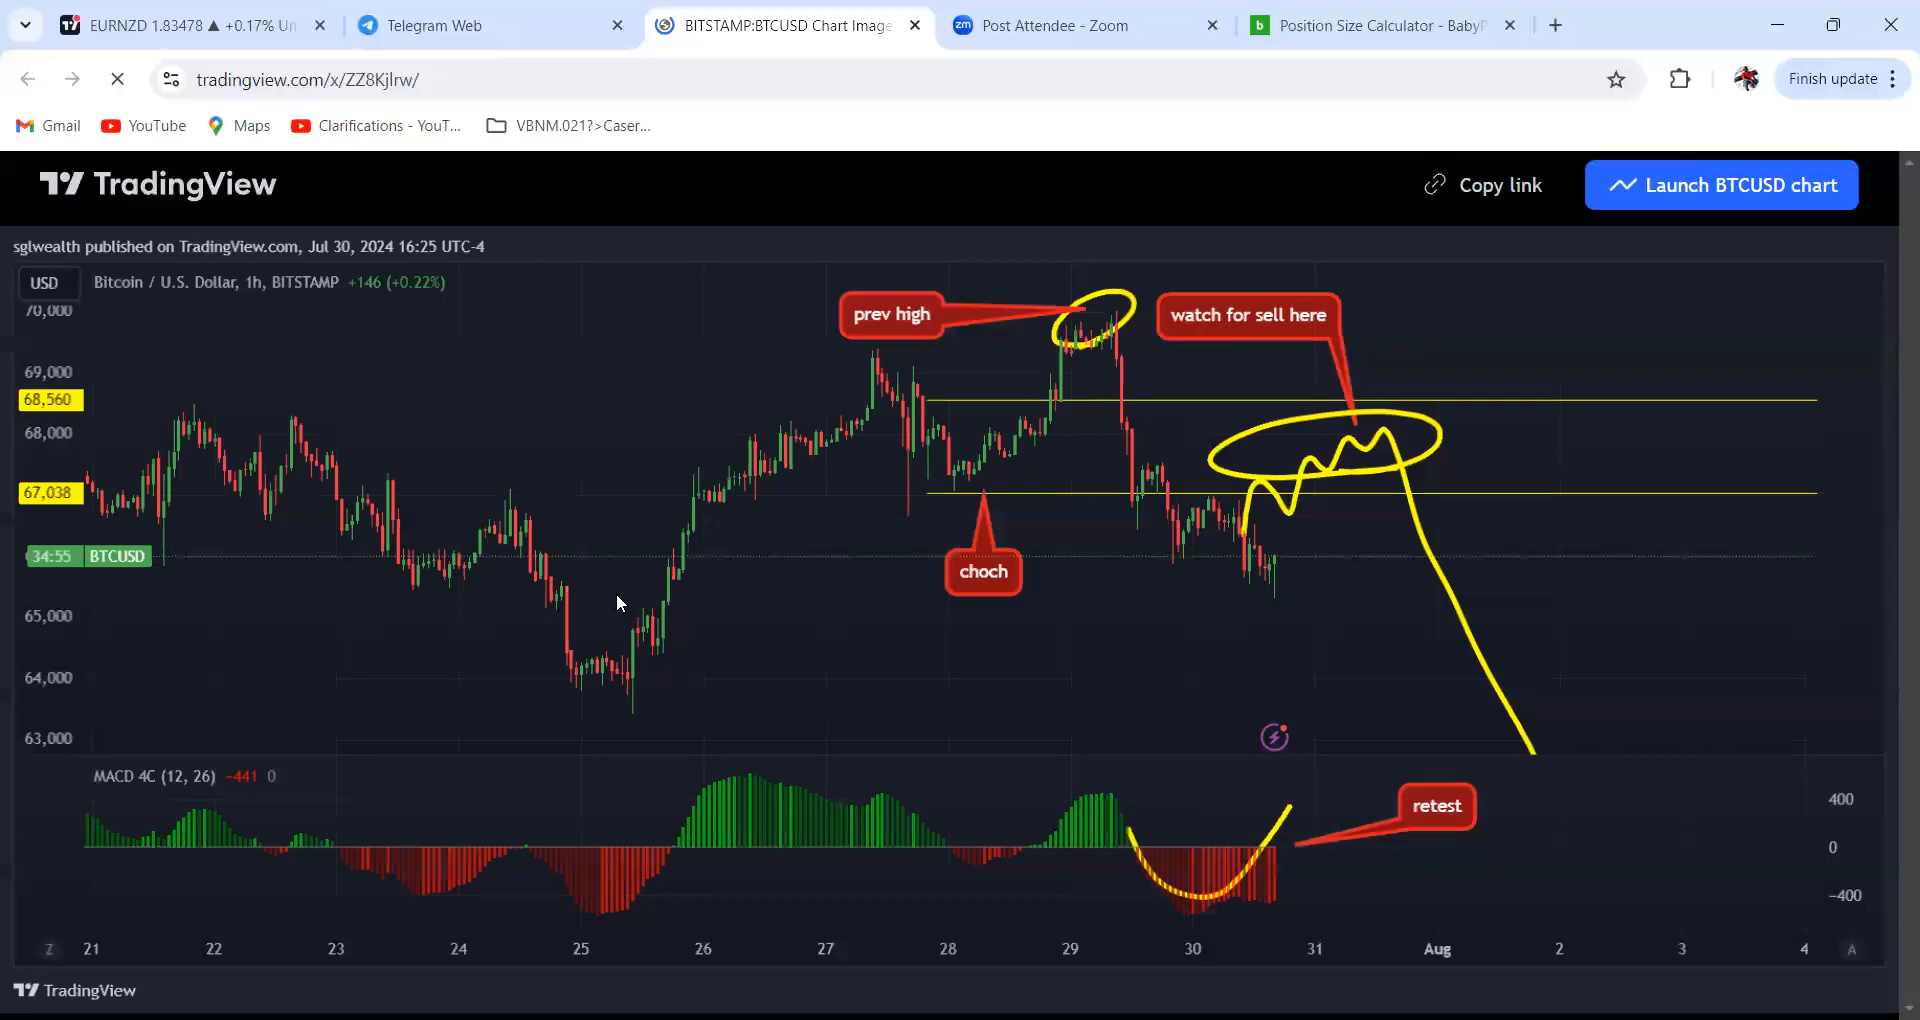 EURNZD 1.83478 ▲ +0.17% Un
Telegram Web
BITSTAMP:BTCUSD Chart Image
zm
Post Attendee - Zoom
b
Position Size Calculator - BabyP
tradingview.com/x/ZZ8Kjlrw/
Finish update
Gmail
YouTube
Maps
Clarifications - YouT...
VBNM.021?>Caser...
TradingView
Copy link
Launch BTCUSD chart
sglwealth published on TradingView.com, Jul 30, 2024 16:25 UTC-4
USD
Bitcoin / U.S. Dollar, 1h, BITSTAMP +146 (+0.22%)
70,000
prev high
watch for sell here
69,000
68,560
68,000
67,038
34:55 BTCUSD
choch
65,000
64,000
63,000
MACD 4C (12, 26) -441 0
retest
400
0
-400
Z 21 22 23 24 25 26 27 28 29 30 31 Aug 2 3 4 A
TradingView